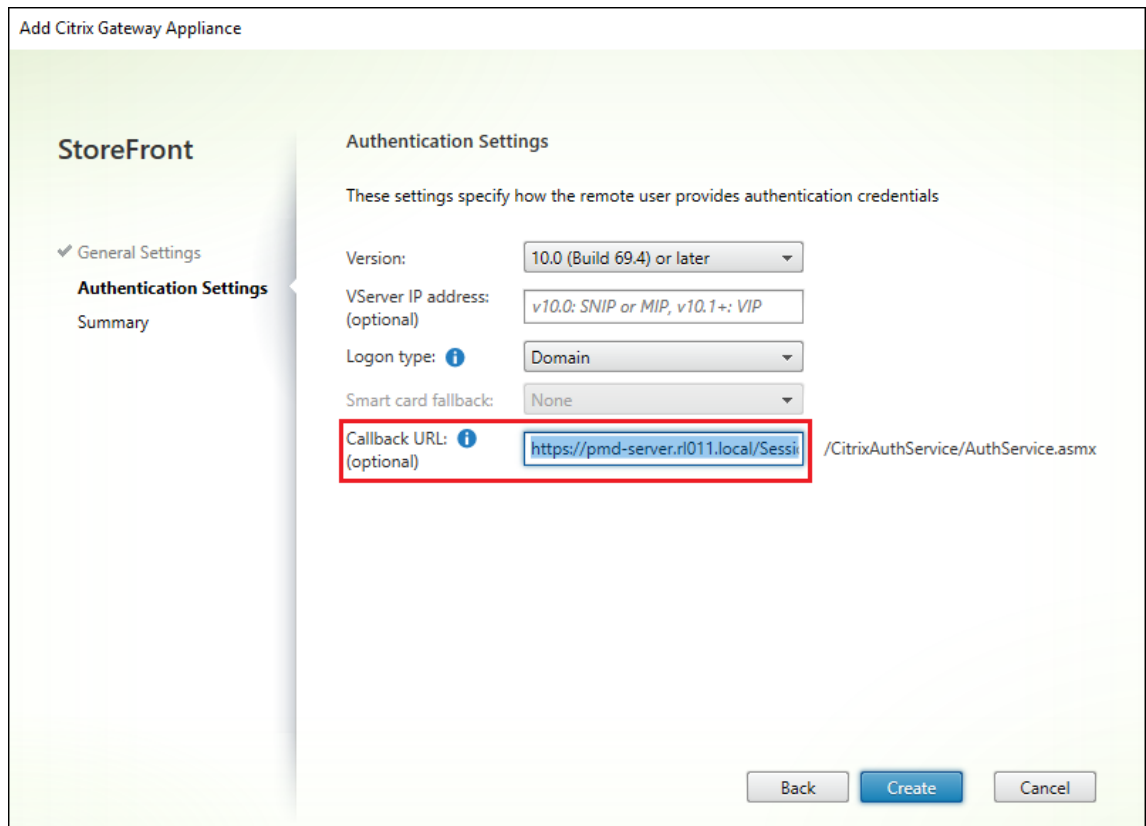 Add Citrix Gateway Appliance
StoreFront
General Settings
Authentication Settings
Summary
Authentication Settings
These settings specify how the remote user provides authentication credentials
Version:
10.0 (Build 69.4) or later
VServer IP address:
(optional)
v10.0: SNIP or MIP, v10.1+: VIP
Logon type:
Domain
Smart card fallback:
None
Callback URL:
(optional)
https://pmd-server.rl011.local/Sessi
/CitrixAuthService/AuthService.asmx
Back
Create
Cancel